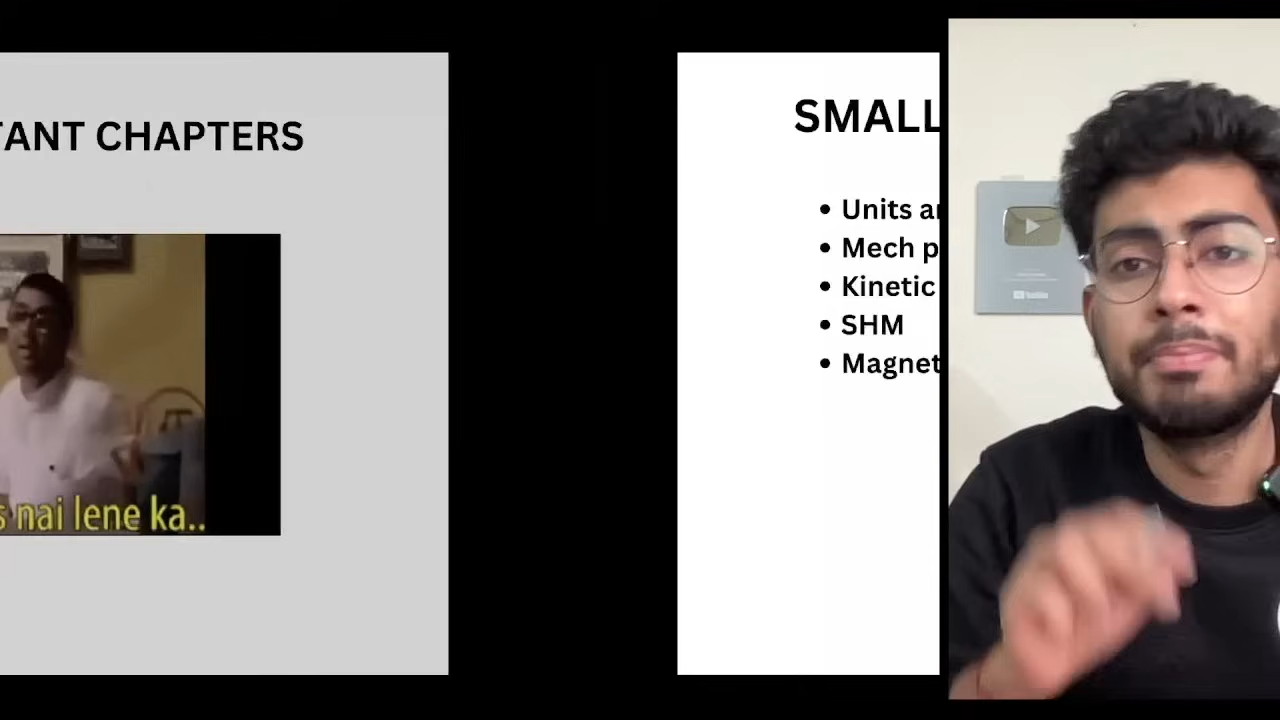 TANT CHAPTERS
s nai lene ka..
SMALL
• Units
• Mech
• Kinetic
• SHM
• Magnet